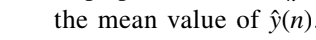 the mean value of ŷ(n).